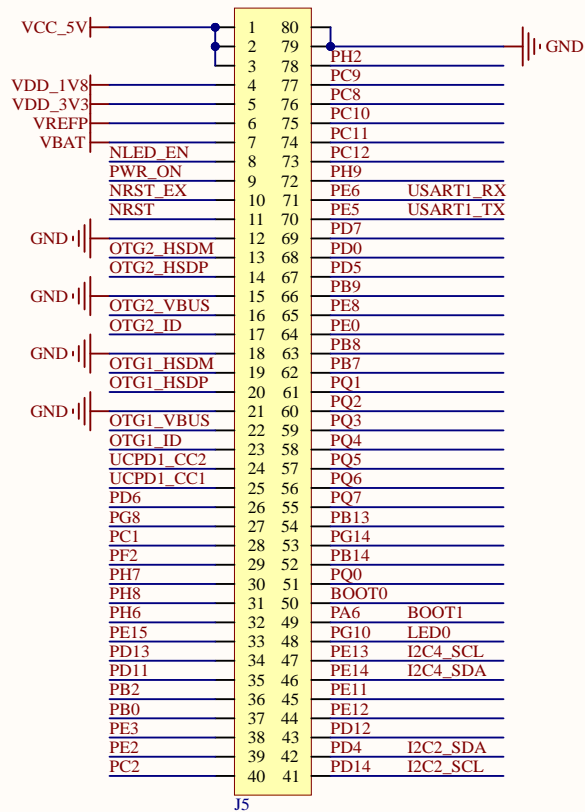 VCC_5V 1 80
2 79 GND
3 78 PH2
VDD_1V8 4 77 PC9
VDD_3V3 5 76 PC8
VREFP 6 75 PC10
VBAT 7 74 PC11
NLED_EN 8 73 PC12
PWR_ON 9 72 PH9
NRST_EX 10 71 PE6 USART1_RX
NRST 11 70 PE5 USART1_TX
GND 12 69 PD7
OTG2_HSDM 13 68 PD0
OTG2_HSDP 14 67 PD5
GND 15 66 PB9
OTG2_VBUS 16 65 PE8
OTG2_ID 17 64 PE0
GND 18 63 PB8
OTG1_HSDM 19 62 PB7
OTG1_HSDP 20 61 PQ1
GND 21 60 PQ2
OTG1_VBUS 22 59 PQ3
OTG1_ID 23 58 PQ4
UCPD1_CC2 24 57 PQ5
UCPD1_CC1 25 56 PQ6
PD6 26 55 PQ7
PG8 27 54 PB13
PC1 28 53 PG14
PF2 29 52 PB14
PH7 30 51 PQ0
PH8 31 50 BOOT0
PH6 32 49 PA6 BOOT1
PE15 33 48 PG10 LED0
PD13 34 47 PE13 I2C4_SCL
PD11 35 46 PE14 I2C4_SDA
PB2 36 45 PE11
PB0 37 44 PE12
PE3 38 43 PD12
PE2 39 42 PD4 I2C2_SDA
PC2 40 41 PD14 I2C2_SCL
J5